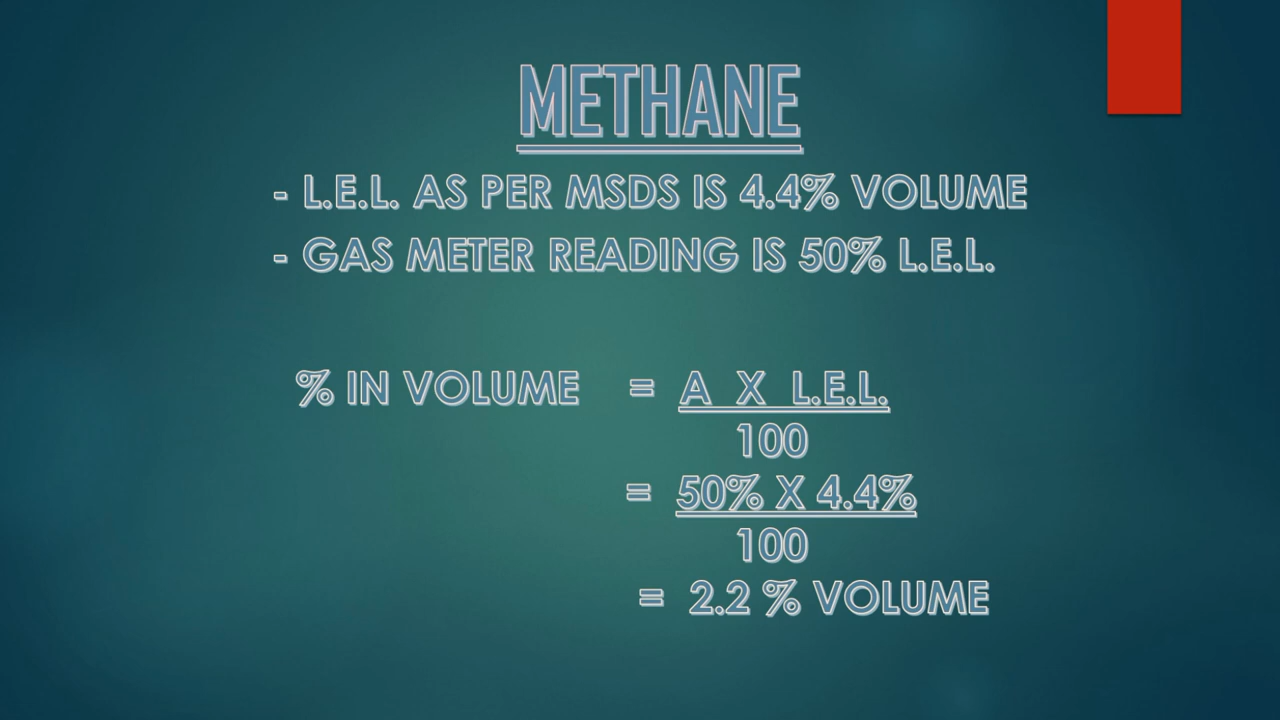 METHANE
- L.E.L. AS PER MSDS IS 4.4% VOLUME
- GAS METER READING IS 50% L.E.L.
% IN VOLUME = A X L.E.L.
100
= 50% X 4.4%
100
= 2.2 % VOLUME